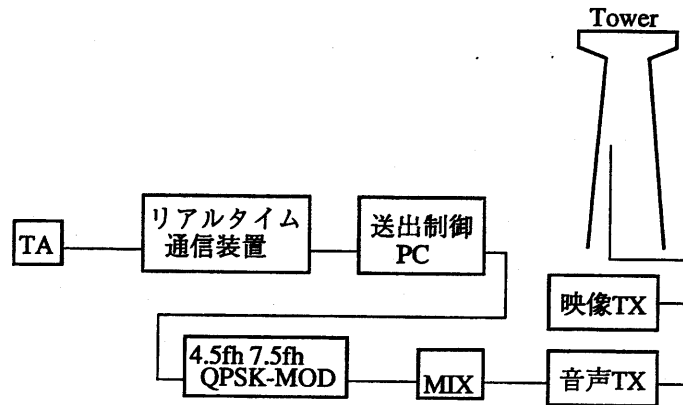 Tower
TA
リアルタイム
通信装置
送出制御
PC
映像TX
4.5fh 7.5fh
QPSK-MOD
MIX
音声TX